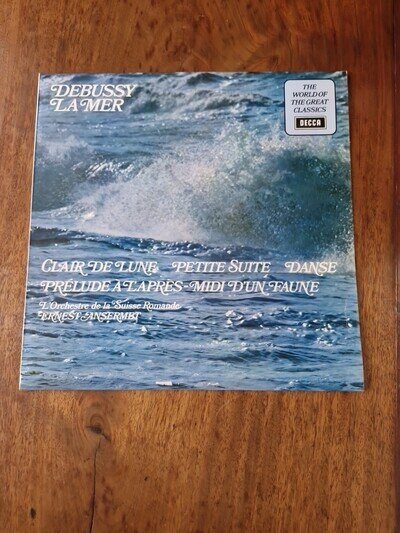 DEBUSSY
LA MER
THE
WORLD OF
THE GREAT
CLASSICS
DECCA
CLAIR DE LUNE PETITE SUITE DANSE
PRÉLUDE À L'APRÈS-MIDI D'UN FAUNE
L'Orchestre de la Suisse Romande
ERNEST ANSERMET